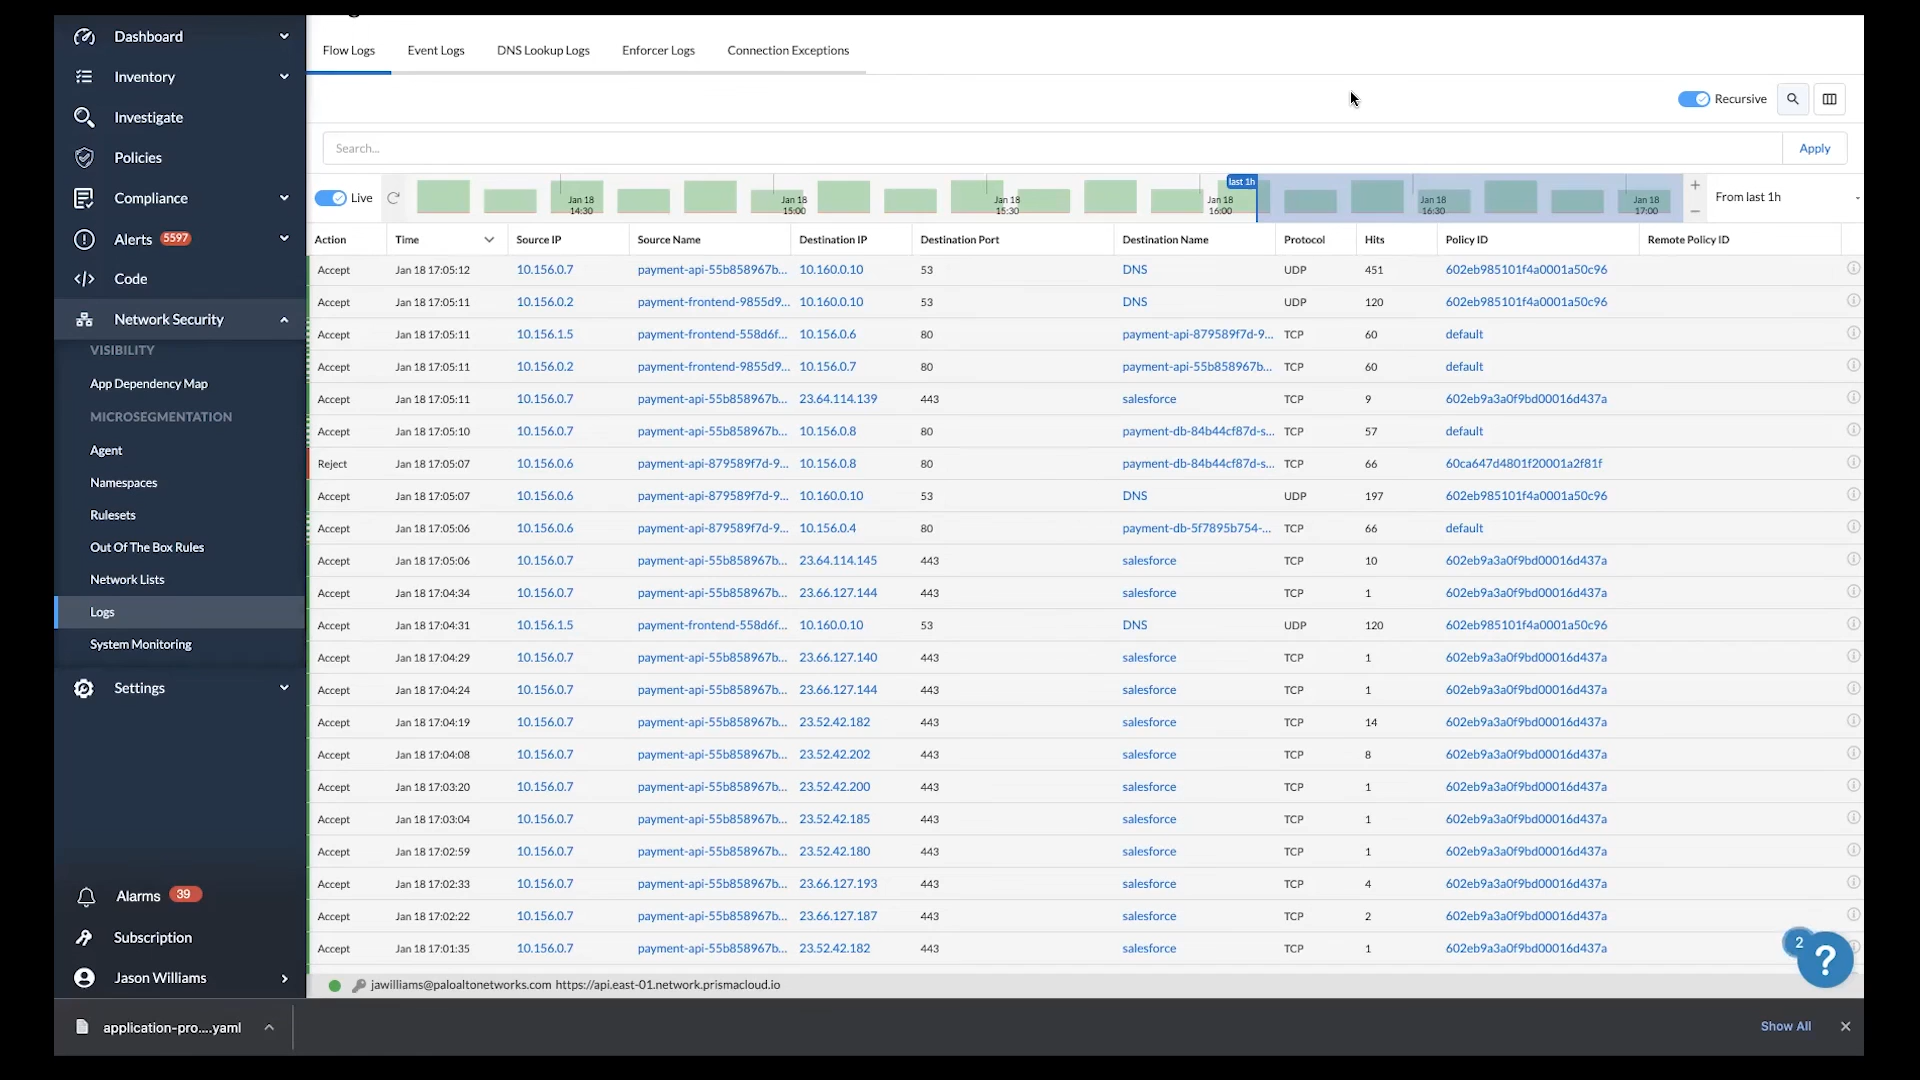 Dashboard
Inventory
Investigate
Policies
Compliance
Alerts 5597
Code
Network Security
VISIBILITY
App Dependency Map
MICROSEGMENTATION
Agent
Namespaces
Rulesets
Out Of The Box Rules
Network Lists
Logs
System Monitoring
Settings
Alarms 39
Subscription
Jason Williams
Flow Logs Event Logs DNS Lookup Logs Enforcer Logs Connection Exceptions
Recursive
Search... Apply
Live
Jan 18 14:30 Jan 18 15:00 Jan 18 15:30 Jan 18 16:00 last 1h Jan 18 16:30 Jan 18 17:00 + − From last 1h
Action Time Source IP Source Name Destination IP Destination Port Destination Name Protocol Hits Policy ID Remote Policy ID
Accept Jan 18 17:05:12 10.156.0.7 payment-api-55b858967b... 10.160.0.10 53 DNS UDP 451 602eb985101f4a0001a50c96
Accept Jan 18 17:05:11 10.156.0.2 payment-frontend-9855d9... 10.160.0.10 53 DNS UDP 120 602eb985101f4a0001a50c96
Accept Jan 18 17:05:11 10.156.1.5 payment-frontend-558d6f... 10.156.0.6 80 payment-api-879589f7d-9... TCP 60 default
Accept Jan 18 17:05:11 10.156.0.2 payment-frontend-9855d9... 10.156.0.7 80 payment-api-55b858967b... TCP 60 default
Accept Jan 18 17:05:11 10.156.0.7 payment-api-55b858967b... 23.64.114.139 443 salesforce TCP 9 602eb9a3a0f9bd00016d437a
Accept Jan 18 17:05:10 10.156.0.7 payment-api-55b858967b... 10.156.0.8 80 payment-db-84b44cf87d-s... TCP 57 default
Reject Jan 18 17:05:07 10.156.0.6 payment-api-879589f7d-9... 10.156.0.8 80 payment-db-84b44cf87d-s... TCP 66 60ca647d4801f20001a2f81f
Accept Jan 18 17:05:07 10.156.0.6 payment-api-879589f7d-9... 10.160.0.10 53 DNS UDP 197 602eb985101f4a0001a50c96
Accept Jan 18 17:05:06 10.156.0.6 payment-api-879589f7d-9... 10.156.0.4 80 payment-db-5f7895b754-... TCP 66 default
Accept Jan 18 17:05:06 10.156.0.7 payment-api-55b858967b... 23.64.114.145 443 salesforce TCP 10 602eb9a3a0f9bd00016d437a
Accept Jan 18 17:04:34 10.156.0.7 payment-api-55b858967b... 23.66.127.144 443 salesforce TCP 1 602eb9a3a0f9bd00016d437a
Accept Jan 18 17:04:31 10.156.1.5 payment-frontend-558d6f... 10.160.0.10 53 DNS UDP 120 602eb985101f4a0001a50c96
Accept Jan 18 17:04:29 10.156.0.7 payment-api-55b858967b... 23.66.127.140 443 salesforce TCP 1 602eb9a3a0f9bd00016d437a
Accept Jan 18 17:04:24 10.156.0.7 payment-api-55b858967b... 23.66.127.144 443 salesforce TCP 1 602eb9a3a0f9bd00016d437a
Accept Jan 18 17:04:19 10.156.0.7 payment-api-55b858967b... 23.52.42.182 443 salesforce TCP 14 602eb9a3a0f9bd00016d437a
Accept Jan 18 17:04:08 10.156.0.7 payment-api-55b858967b... 23.52.42.202 443 salesforce TCP 8 602eb9a3a0f9bd00016d437a
Accept Jan 18 17:03:20 10.156.0.7 payment-api-55b858967b... 23.52.42.200 443 salesforce TCP 1 602eb9a3a0f9bd00016d437a
Accept Jan 18 17:03:04 10.156.0.7 payment-api-55b858967b... 23.52.42.185 443 salesforce TCP 1 602eb9a3a0f9bd00016d437a
Accept Jan 18 17:02:59 10.156.0.7 payment-api-55b858967b... 23.52.42.180 443 salesforce TCP 1 602eb9a3a0f9bd00016d437a
Accept Jan 18 17:02:33 10.156.0.7 payment-api-55b858967b... 23.66.127.193 443 salesforce TCP 4 602eb9a3a0f9bd00016d437a
Accept Jan 18 17:02:22 10.156.0.7 payment-api-55b858967b... 23.66.127.187 443 salesforce TCP 2 602eb9a3a0f9bd00016d437a
Accept Jan 18 17:01:35 10.156.0.7 payment-api-55b858967b... 23.52.42.182 443 salesforce TCP 1 602eb9a3a0f9bd00016d437a
2 ?
jawilliams@paloaltonetworks.com https://api.east-01.network.prismacloud.io
application-pro....yaml Show All